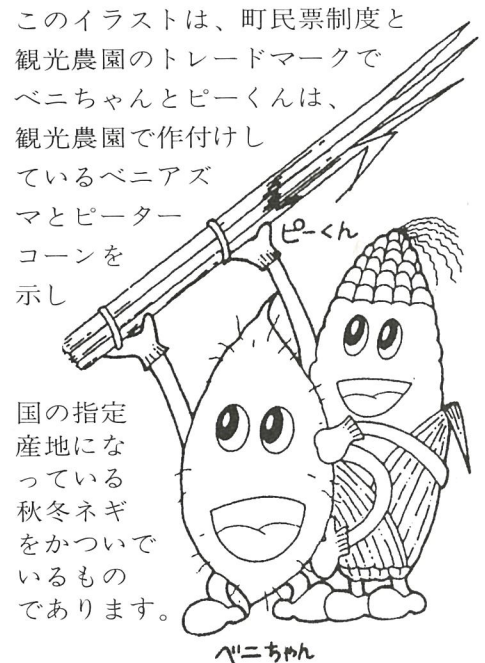 このイラストは、町民票制度と
観光農園のトレードマークで
ベニちゃんとピーくんは、
観光農園で作付けし
ているベニアズ
マとピーター
コーンを
示し
国の指定
産地にな
っている
秋冬ネギ
をかついで
いるもの
であります。
ピーくん
ベニちゃん